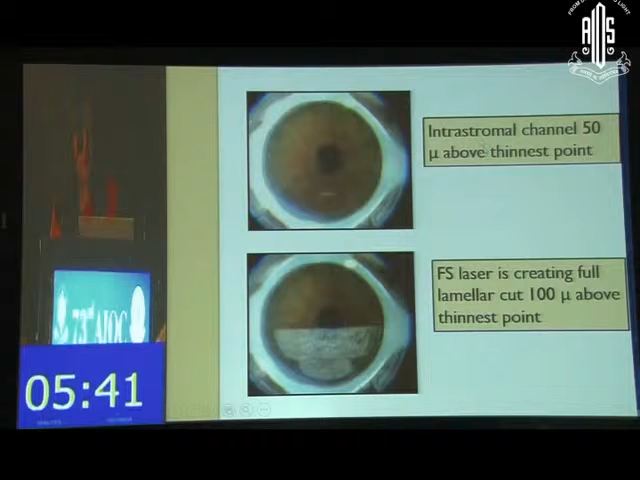 Intrastromal channel 50
µ above thinnest point
FS laser is creating full
lamellar cut 100 µ above
thinnest point
73rd AIOC
05:41